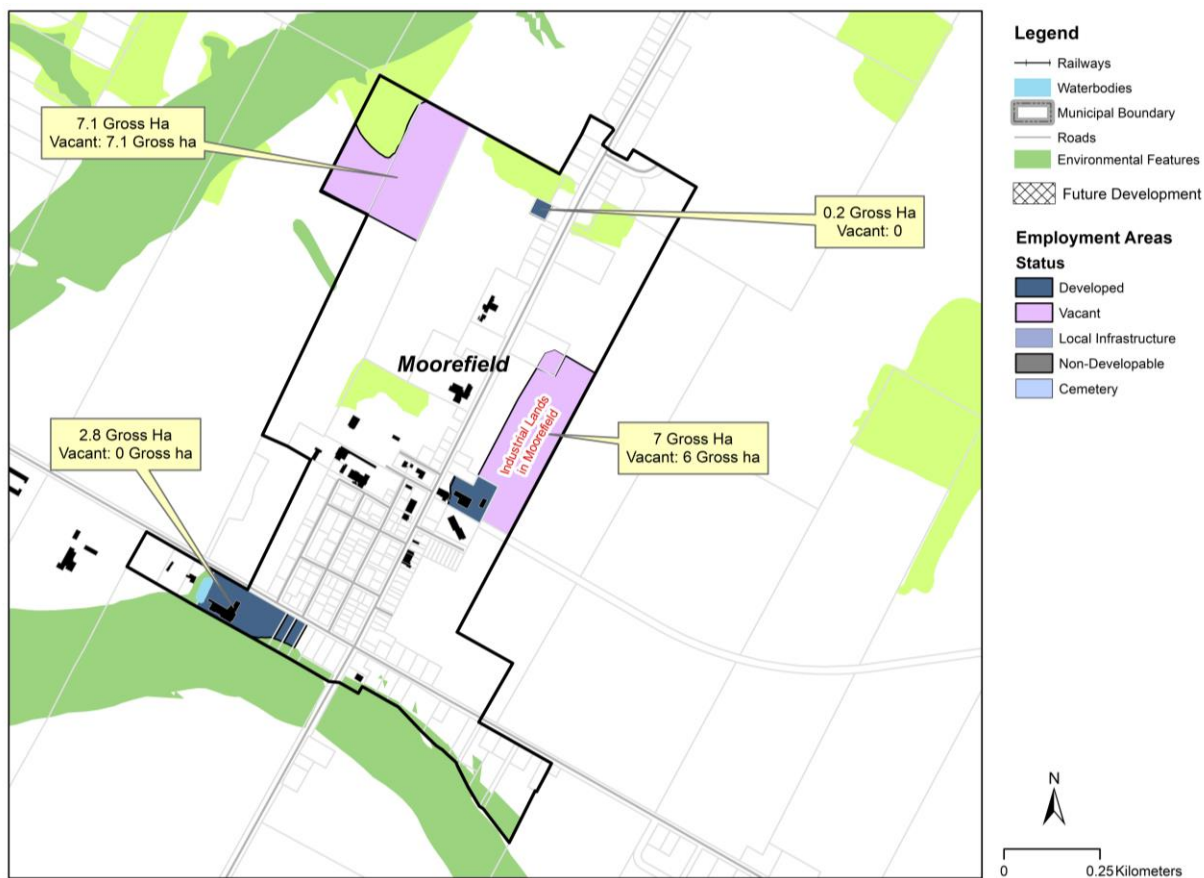 7.1 Gross Ha
Vacant: 7.1 Gross ha
0.2 Gross Ha
Vacant: 0
Moorefield
Industrial Lands
in Moorefield
2.8 Gross Ha
Vacant: 0 Gross ha
7 Gross Ha
Vacant: 6 Gross ha
Legend
Railways
Waterbodies
Municipal Boundary
Roads
Environmental Features
Future Development
Employment Areas
Status
Developed
Vacant
Local Infrastructure
Non-Developable
Cemetery
N
0 0.25 Kilometers